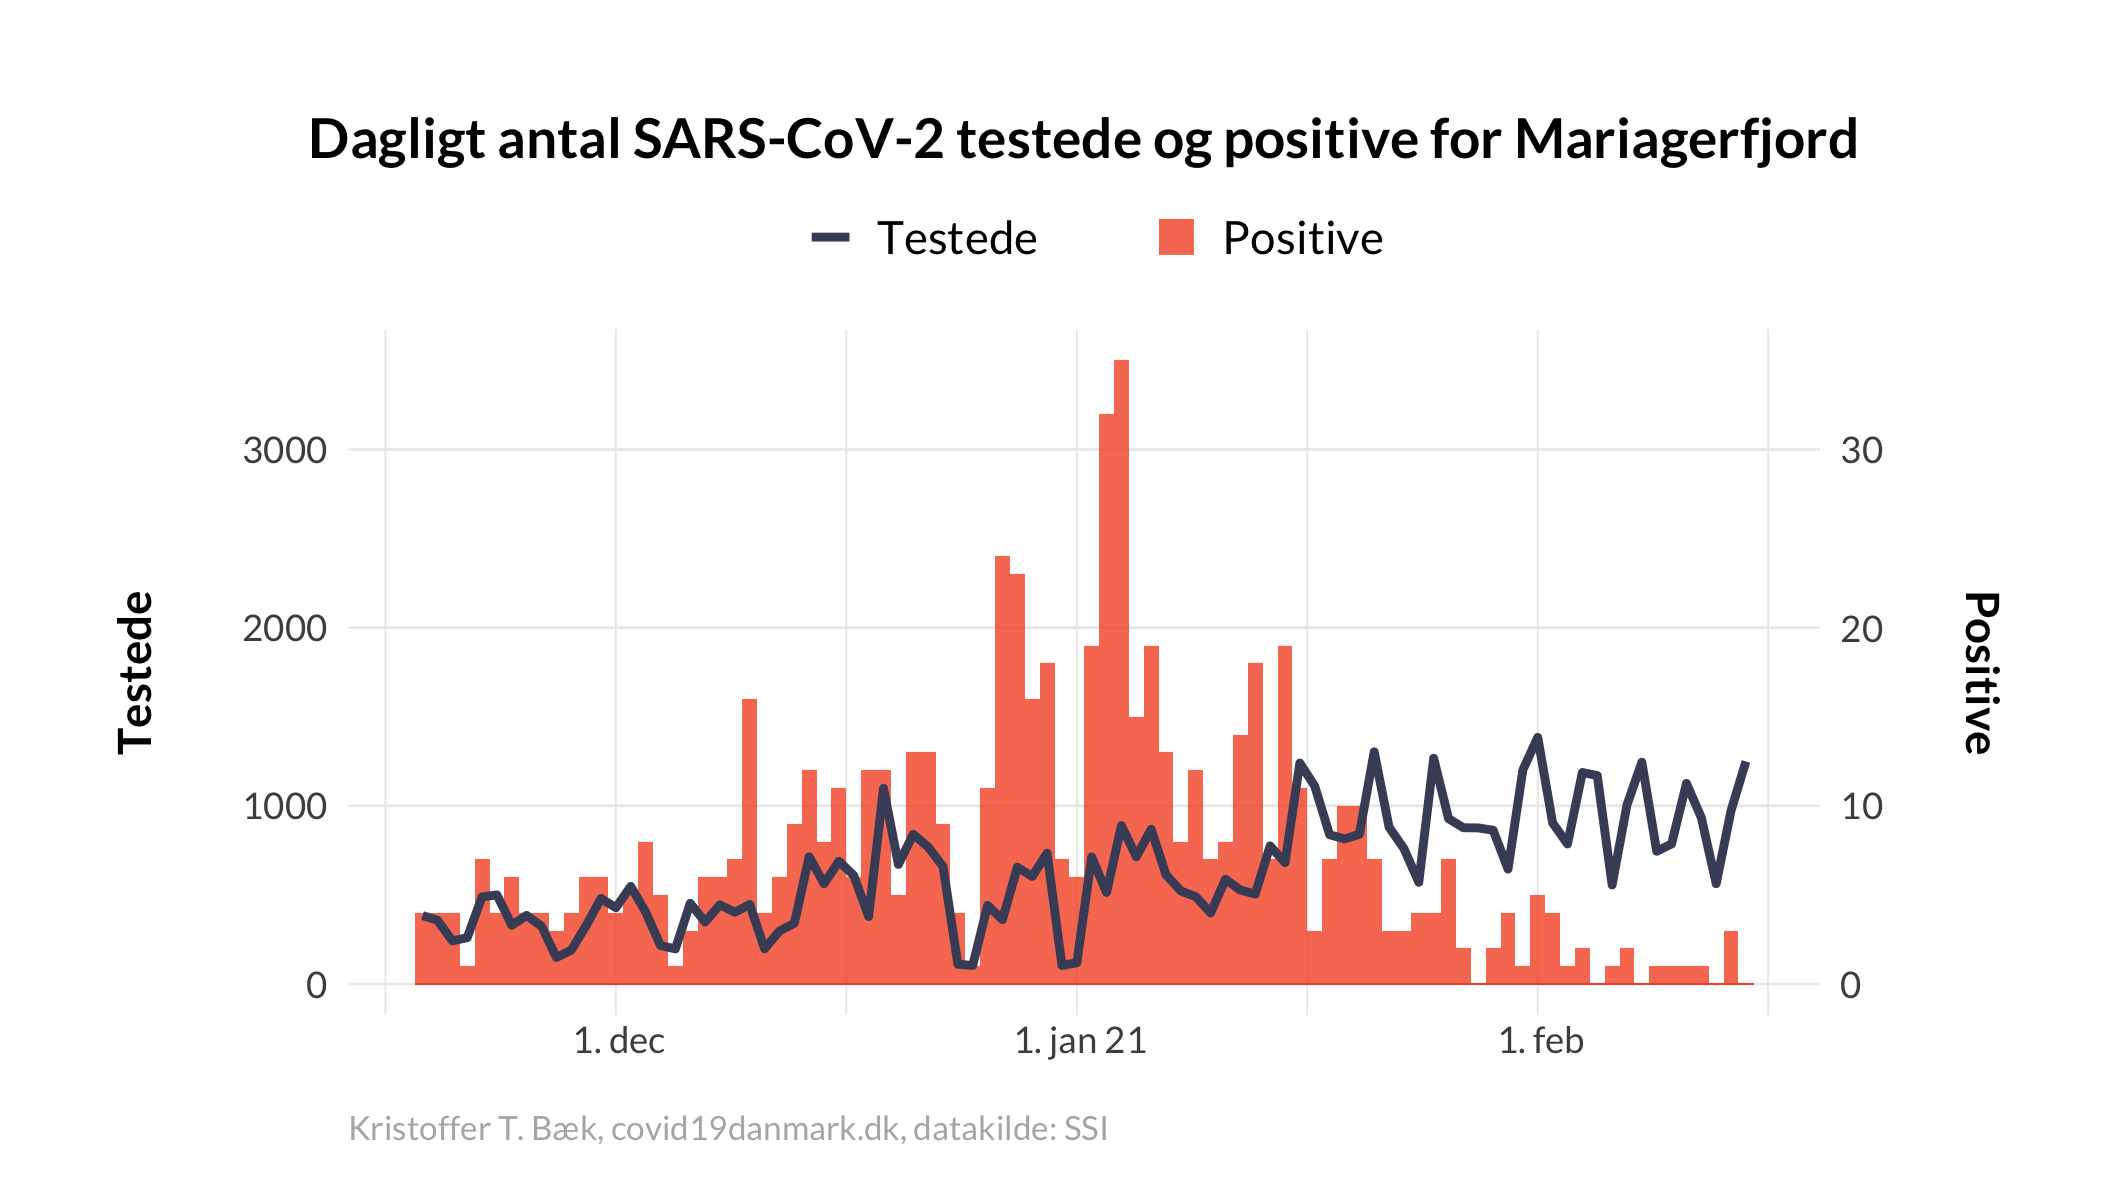 Dagligt antal SARS-CoV-2 testede og positive for Mariagerfjord
Testede
Positive
Testede
3000
2000
1000
0
30
20
10
0
Positive
1. dec
1. jan 21
1. feb
Kristoffer T. Bæk, covid19danmark.dk, datakilde: SSI